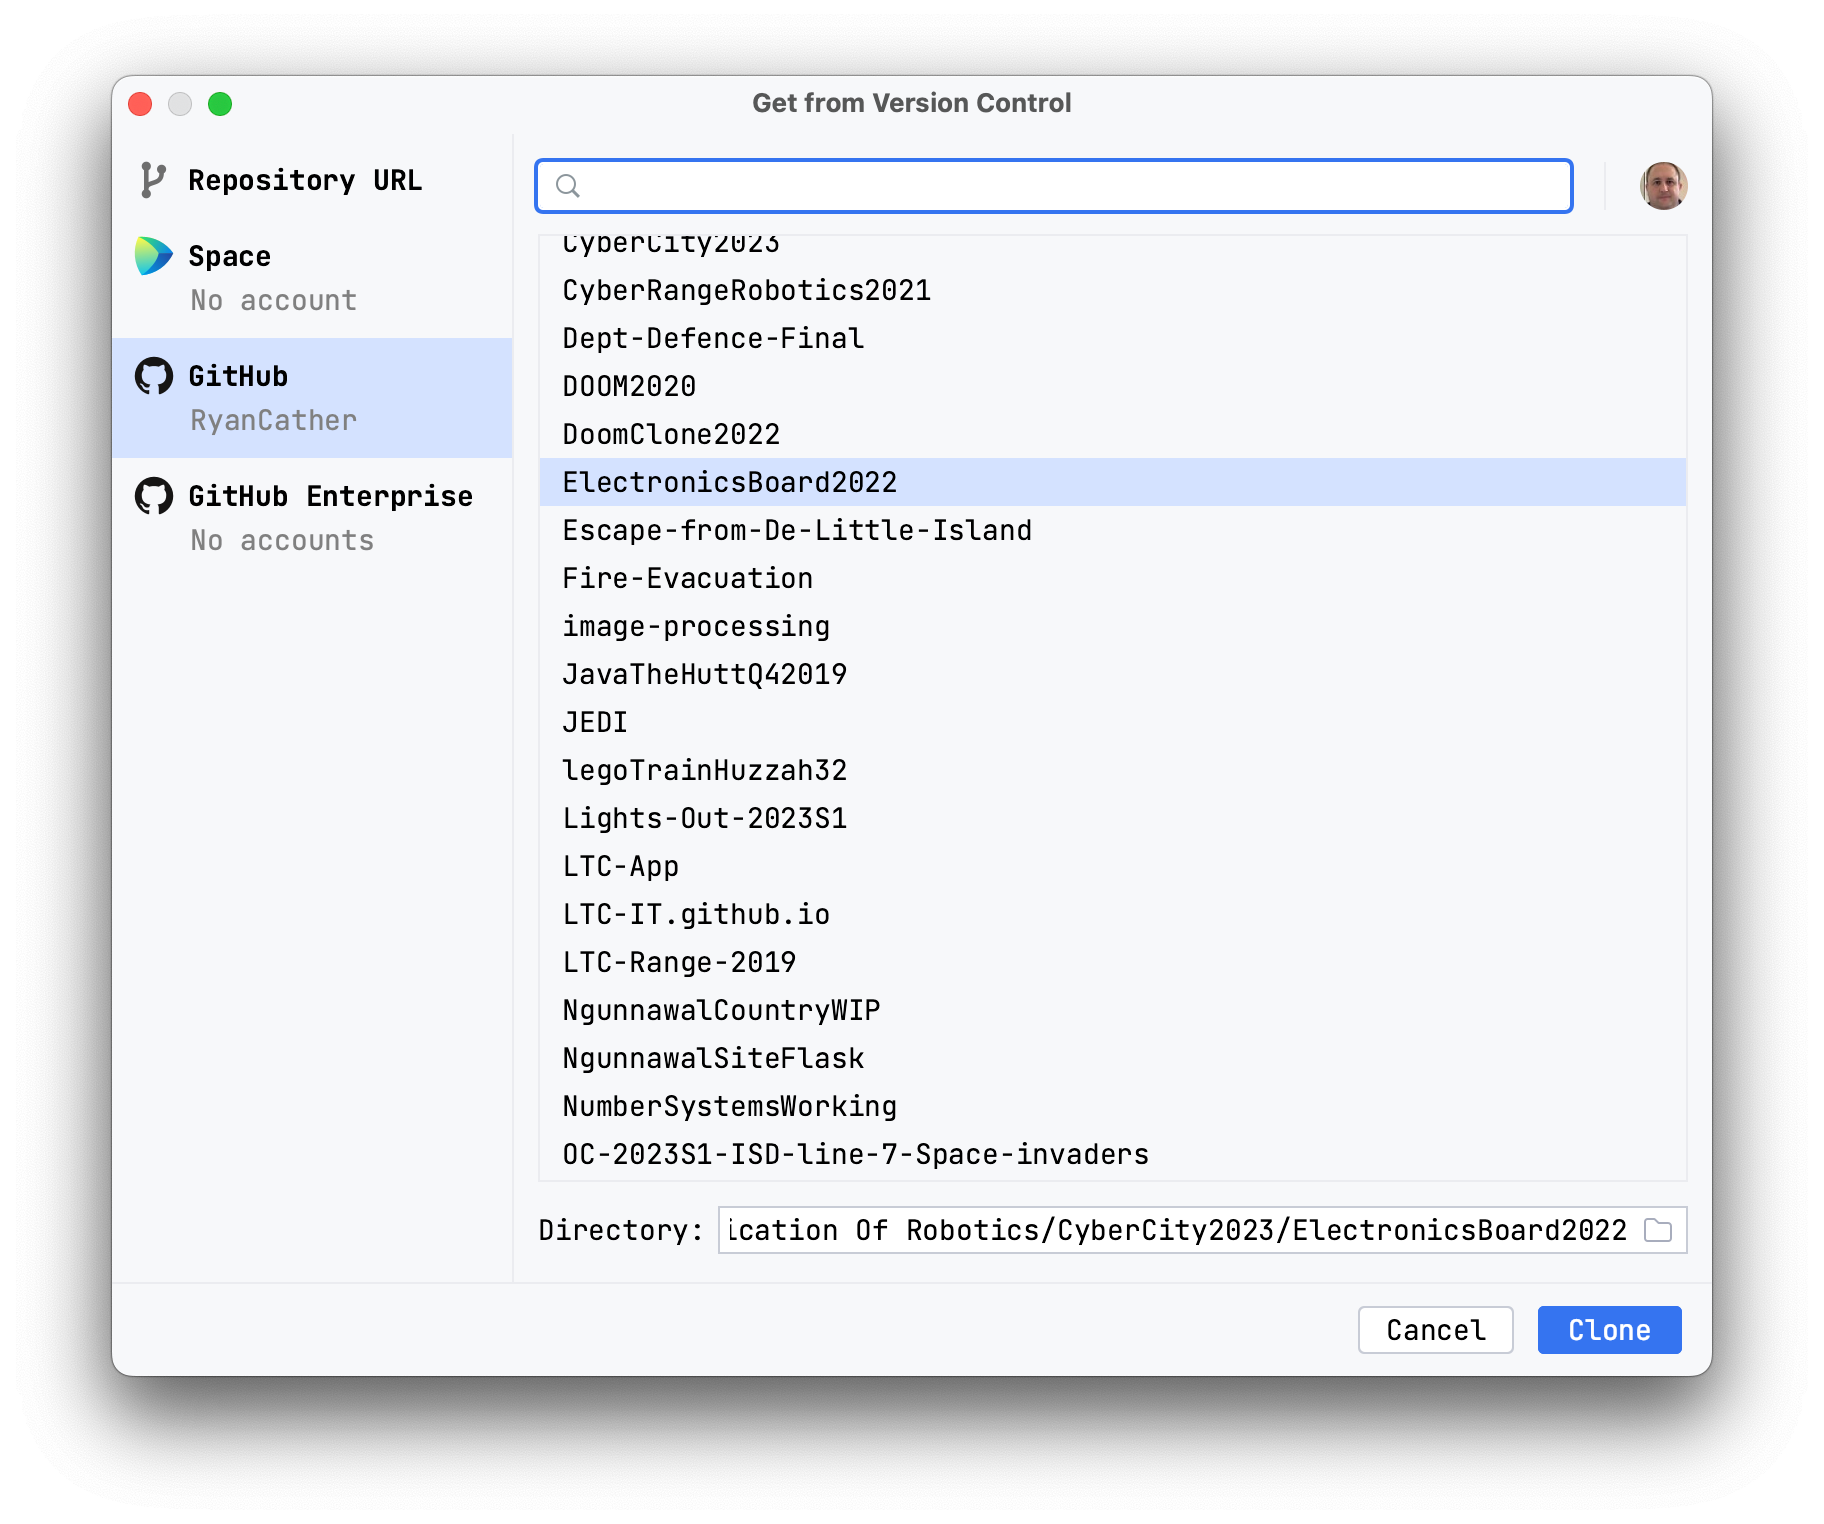 Get from Version Control
Repository URL
Space
No account
GitHub
RyanCather
GitHub Enterprise
No accounts
CyberCity2023
CyberRangeRobotics2021
Dept-Defence-Final
DOOM2020
DoomClone2022
ElectronicsBoard2022
Escape-from-De-Little-Island
Fire-Evacuation
image-processing
JavaTheHuttQ42019
JEDI
legoTrainHuzzah32
Lights-Out-2023S1
LTC-App
LTC-IT.github.io
LTC-Range-2019
NgunnawalCountryWIP
NgunnawalSiteFlask
NumberSystemsWorking
OC-2023S1-ISD-line-7-Space-invaders
Directory: ication Of Robotics/CyberCity2023/ElectronicsBoard2022
Cancel Clone